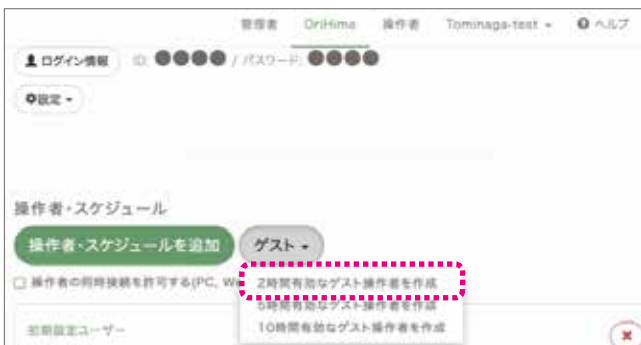 管理者 OriHime 操作者 Tominaga-test ヘルプ
ログイン情報 ID: / パスワード:
設定
操作者・スケジュール
操作者・スケジュールを追加 ゲスト
操作者の同時接続を許可する(PC, We
2時間有効なゲスト操作者を作成
5時間有効なゲスト操作者を作成
10時間有効なゲスト操作者を作成
初期設定ユーザー